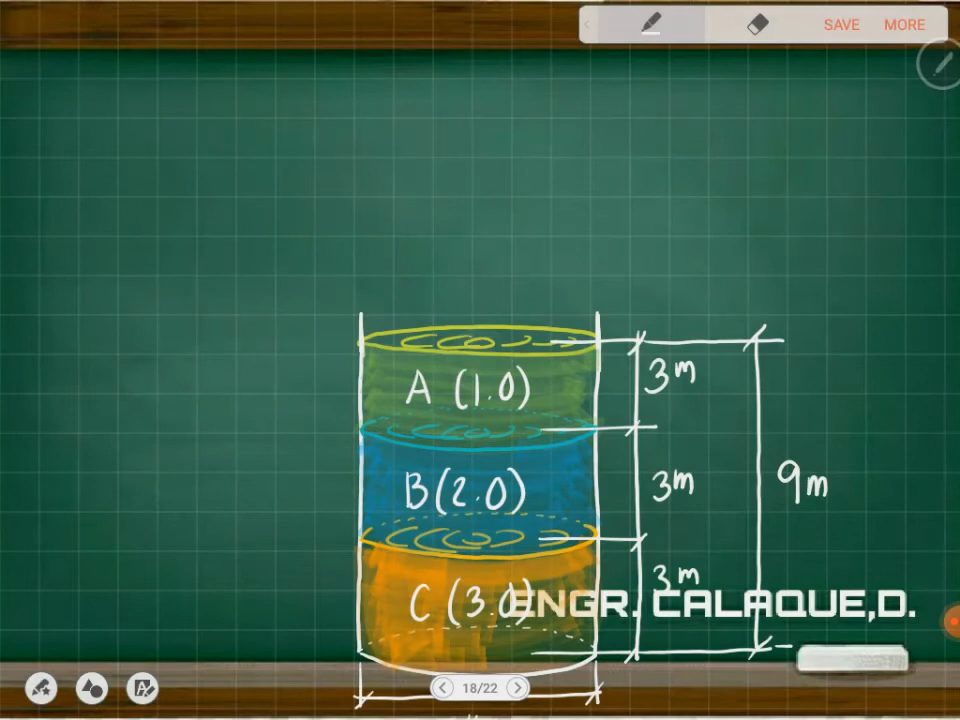 SAVE MORE
A (1.0)
3m
B(2.0)
3m
9m
C (3.0)
3m
ENGR. CALAQUE,D.
18/22